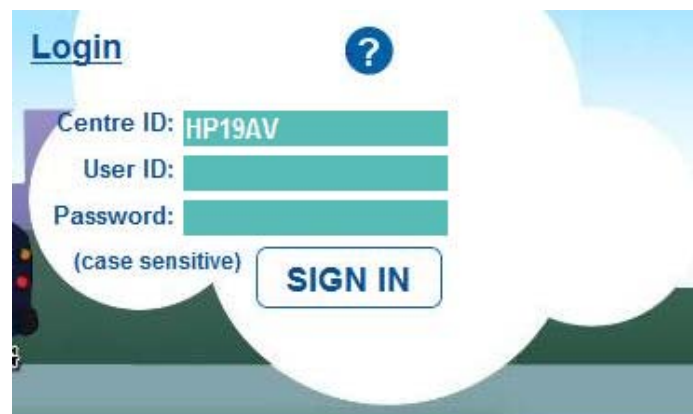 Login ?
Centre ID: HP19AV
User ID:
Password:
(case sensitive)
SIGN IN